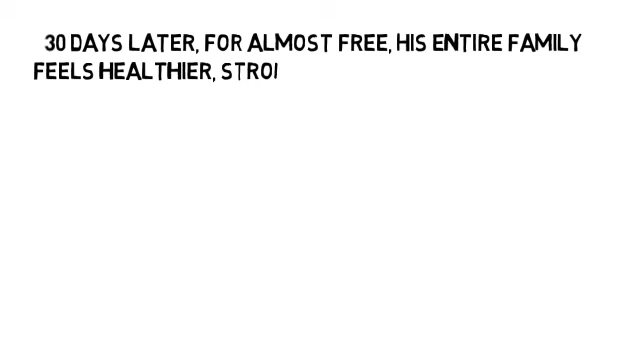 30 DAYS LATER, FOR ALMOST FREE, HIS ENTIRE FAMILY
FEELS HEALTHIER,